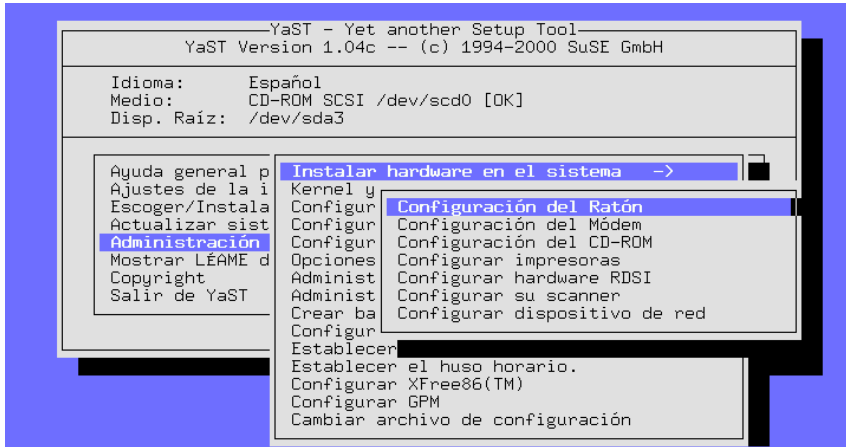 YaST - Yet another Setup Tool
YaST Version 1.04c -- (c) 1994-2000 SuSE GmbH
Idioma: Español
Medio: CD-ROM SCSI /dev/scd0 [OK]
Disp. Raíz: /dev/sda3
Ayuda general p
Ajustes de la i
Escoger/Instala
Actualizar sist
Administración
Mostrar LÉAME d
Copyright
Salir de YaST
Instalar hardware en el sistema ->
Kernel y
Configur
Configur
Configur
Opciones
Administ
Administ
Crear ba
Configur
Establecer
Establecer el huso horario.
Configurar XFree86(TM)
Configurar GPM
Cambiar archivo de configuración
Configuración del Ratón
Configuración del Módem
Configuración del CD-ROM
Configurar impresoras
Configurar hardware RDSI
Configurar su scanner
Configurar dispositivo de red